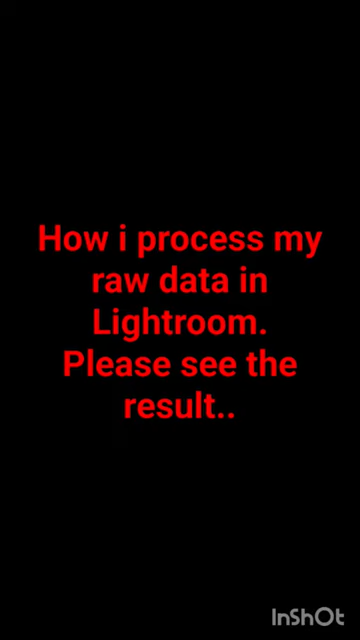 How i process my
raw data in
Lightroom.
Please see the
result..
InShOt